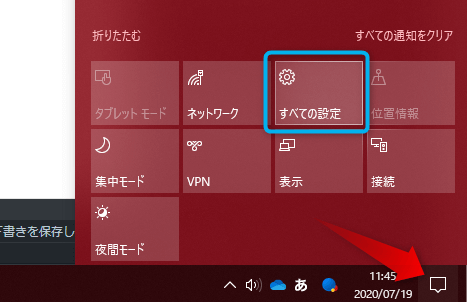 折りたたむ すべての通知をクリア
タブレット モード ネットワーク すべての設定 位置情報
集中モード VPN 表示 接続
下書きを保存し
夜間モード
あ 11:45
2020/07/19